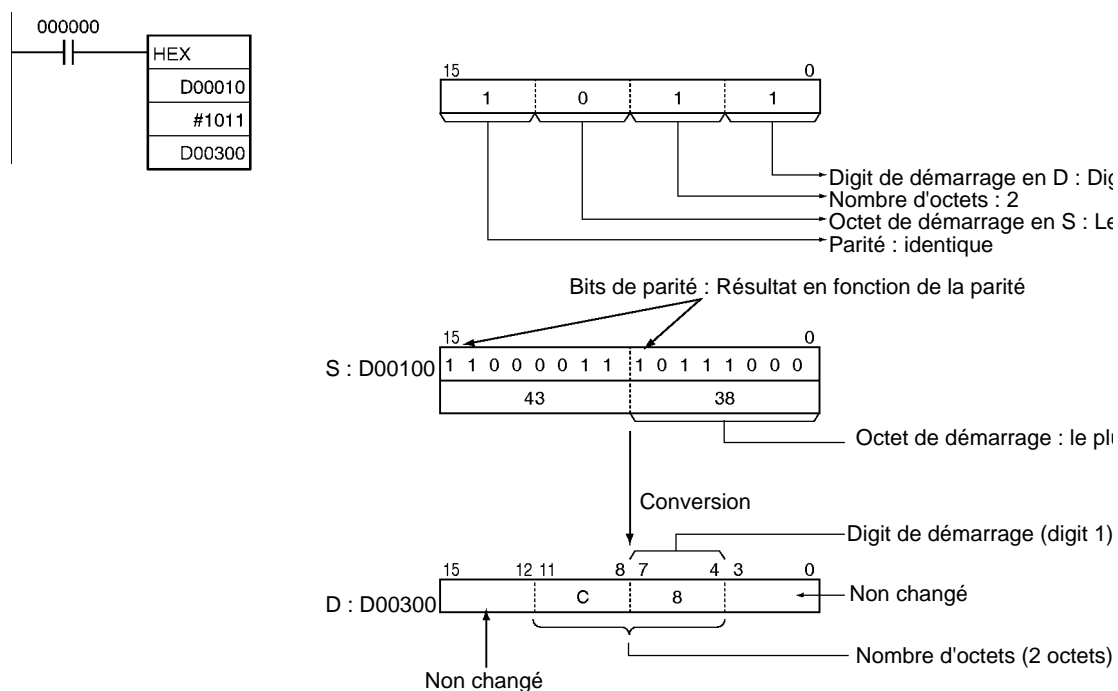 000000
HEX
D00010
#1011
D00300
15 0
1 0 1 1
Digit de démarrage en D : Dig
Nombre d'octets : 2
Octet de démarrage en S : Le
Parité : identique
Bits de parité : Résultat en fonction de la parité
15 0
S : D00100 1 1 0 0 0 0 1 1 1 0 1 1 1 0 0 0
43 38
Octet de démarrage : le plu
Conversion
Digit de démarrage (digit 1)
15 12 11 8 7 4 3 0
D : D00300 C 8
Non changé
Nombre d'octets (2 octets)
Non changé